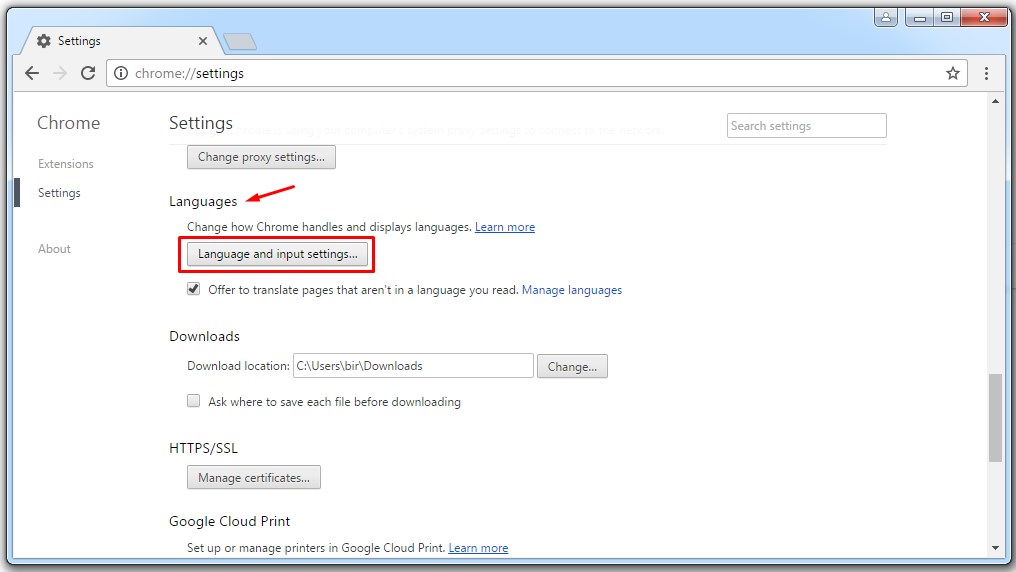 Settings
chrome://settings
Chrome
Settings
Search settings
Extensions
Settings
About
Change proxy settings...
Languages
Change how Chrome handles and displays languages. Learn more
Language and input settings...
Offer to translate pages that aren't in a language you read. Manage languages
Downloads
Download location: C:\Users\bir\Downloads Change...
Ask where to save each file before downloading
HTTPS/SSL
Manage certificates...
Google Cloud Print
Set up or manage printers in Google Cloud Print. Learn more